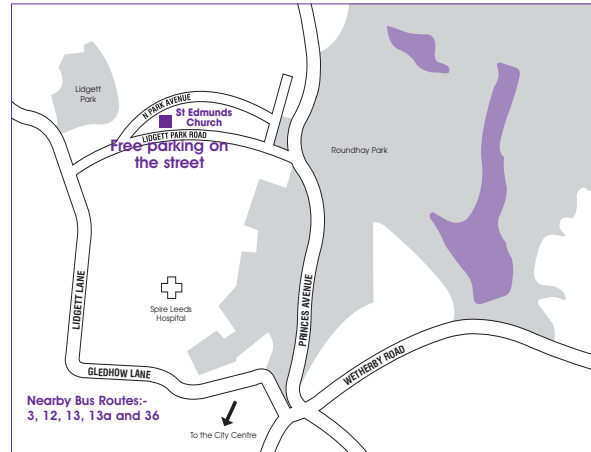 Lidgett
Park
N PARK AVENUE
St Edmunds
Church
LIDGETT PARK ROAD
Free parking on
the street
Roundhay Park
LIDGETT LANE
Spire Leeds
Hospital
PRINCES AVENUE
GLEDHOW LANE
WETHERBY ROAD
Nearby Bus Routes:-
3, 12, 13, 13a and 36
To the City Centre